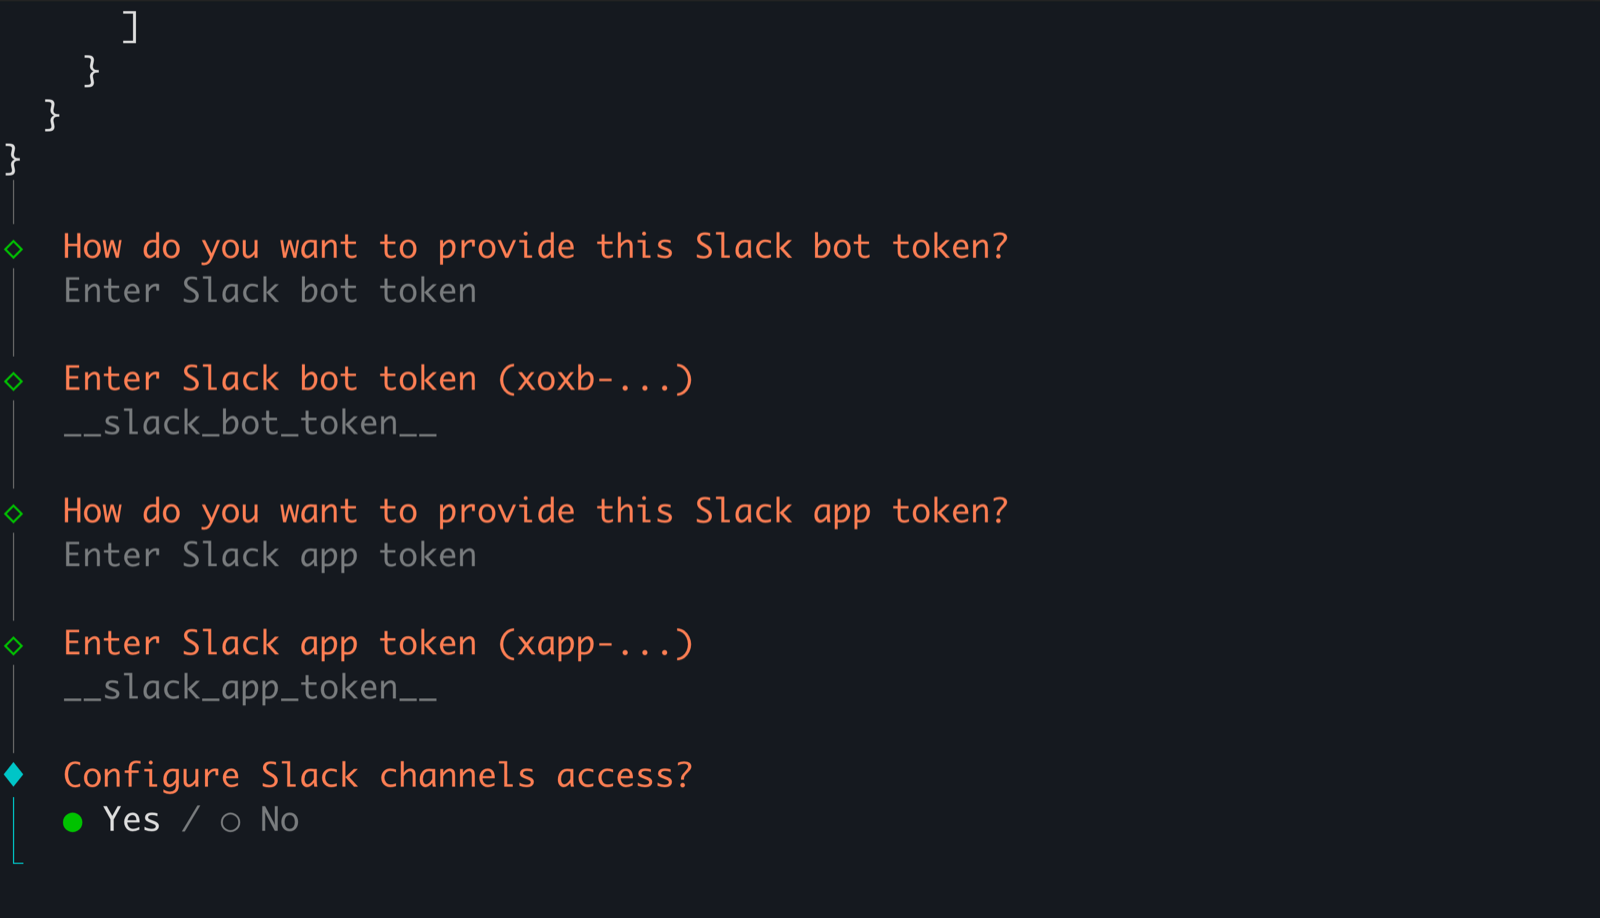 ]
}
}
}
How do you want to provide this Slack bot token?
Enter Slack bot token
Enter Slack bot token (xoxb-...)
__slack_bot_token__
How do you want to provide this Slack app token?
Enter Slack app token
Enter Slack app token (xapp-...)
__slack_app_token__
Configure Slack channels access?
● Yes / ○ No